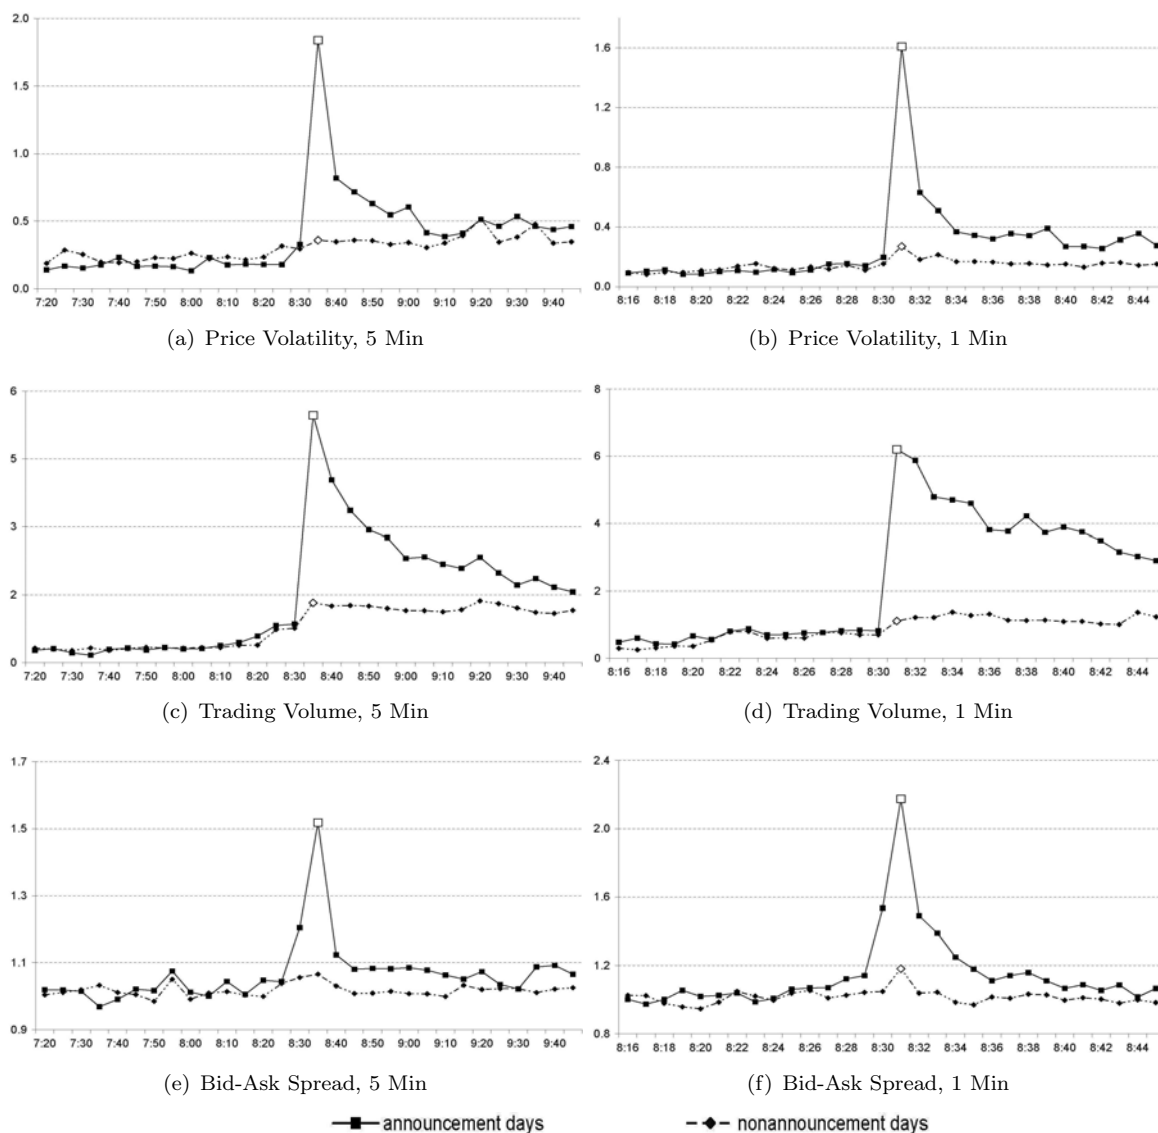 2.0
1.5
1.0
0.5
0.0
7:20 7:30 7:40 7:50 8:00 8:10 8:20 8:30 8:40 8:50 9:00 9:10 9:20 9:30 9:40
(a) Price Volatility, 5 Min
1.6
1.2
0.8
0.4
0.0
8:16 8:18 8:20 8:22 8:24 8:26 8:28 8:30 8:32 8:34 8:36 8:38 8:40 8:42 8:44
(b) Price Volatility, 1 Min
6
5
3
2
0
7:20 7:30 7:40 7:50 8:00 8:10 8:20 8:30 8:40 8:50 9:00 9:10 9:20 9:30 9:40
(c) Trading Volume, 5 Min
8
6
4
2
0
8:16 8:18 8:20 8:22 8:24 8:26 8:28 8:30 8:32 8:34 8:36 8:38 8:40 8:42 8:44
(d) Trading Volume, 1 Min
1.7
1.5
1.3
1.1
0.9
7:20 7:30 7:40 7:50 8:00 8:10 8:20 8:30 8:40 8:50 9:00 9:10 9:20 9:30 9:40
(e) Bid-Ask Spread, 5 Min
2.4
2.0
1.6
1.2
0.8
8:16 8:18 8:20 8:22 8:24 8:26 8:28 8:30 8:32 8:34 8:36 8:38 8:40 8:42 8:44
(f) Bid-Ask Spread, 1 Min
announcement days nonannouncement days